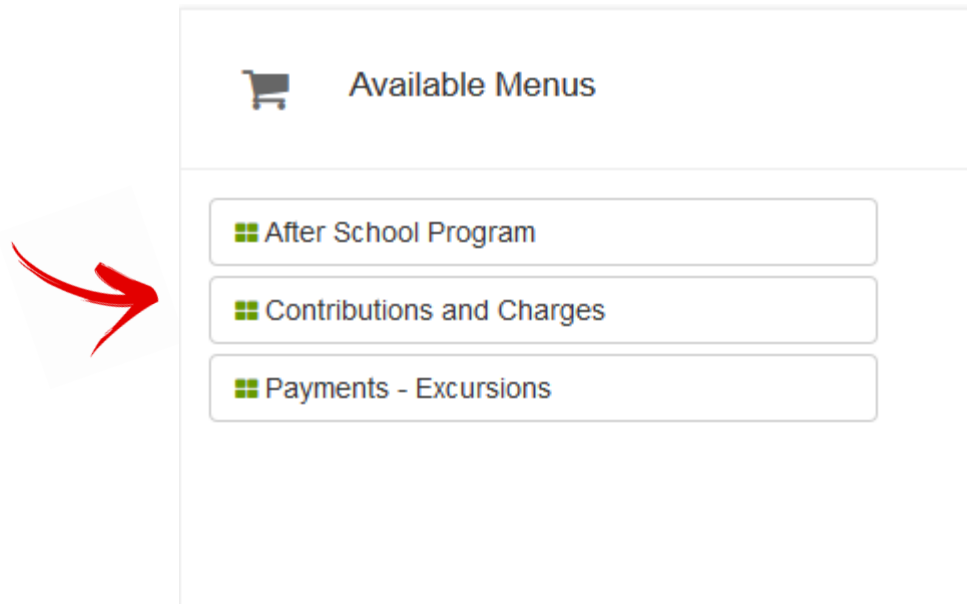 Available Menus
After School Program
Contributions and Charges
Payments - Excursions